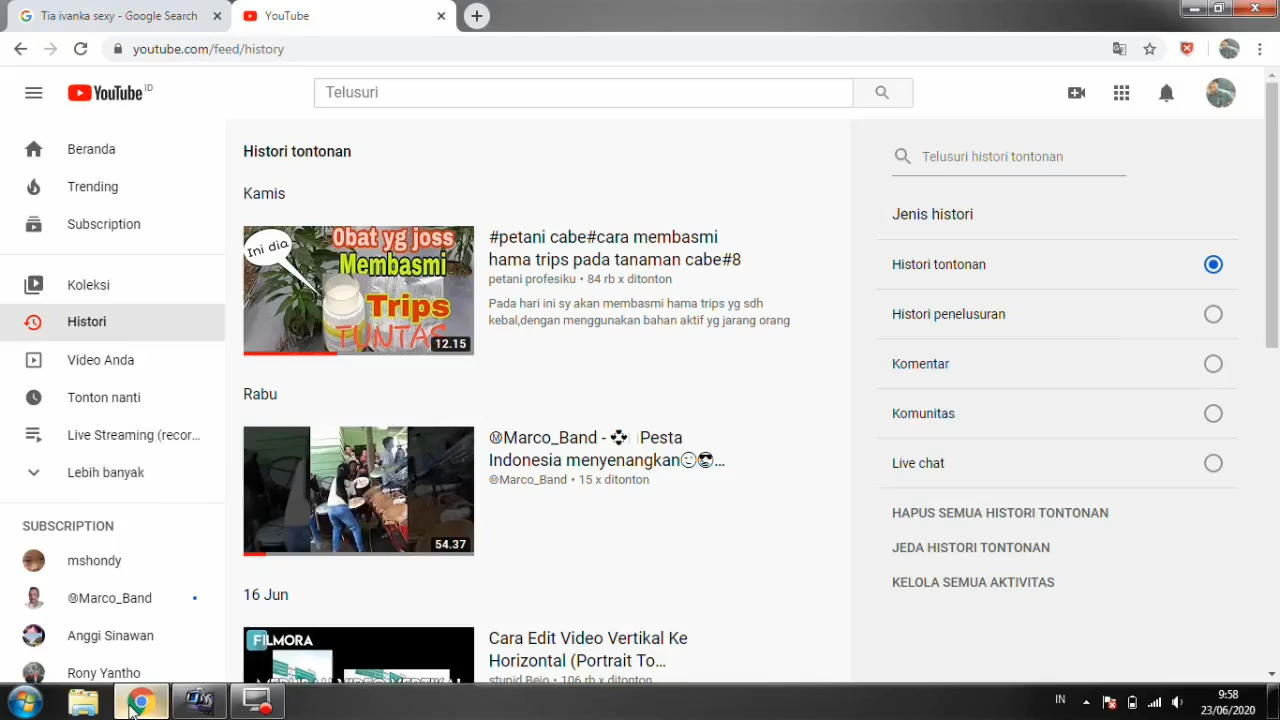 Tia ivanka sexy - Google Search
YouTube
youtube.com/feed/history
YouTube ID
Telusuri
Beranda
Trending
Subscription
Koleksi
Histori
Video Anda
Tonton nanti
Live Streaming (recor...
Lebih banyak
SUBSCRIPTION
mshondy
@Marco_Band
Anggi Sinawan
Rony Yantho
Histori tontonan
Kamis
Ini dia
Obat yg joss
Membasmi
Trips
TUNTAS
12.15
#petani cabe#cara membasmi
hama trips pada tanaman cabe#8
petani profesiku • 84 rb x ditonton
Pada hari ini sy akan membasmi hama trips yg sdh
kebal,dengan menggunakan bahan aktif yg jarang orang
Rabu
54.37
@Marco_Band - Pesta
Indonesia menyenangkan☺😎...
@Marco_Band • 15 x ditonton
16 Jun
FILMORA
Cara Edit Video Vertikal Ke
Horizontal (Portrait To...
stupid Bejo • 106 rb x ditonton
Telusuri histori tontonan
Jenis histori
Histori tontonan
Histori penelusuran
Komentar
Komunitas
Live chat
HAPUS SEMUA HISTORI TONTONAN
JEDA HISTORI TONTONAN
KELOLA SEMUA AKTIVITAS
IN
9:58
23/06/2020